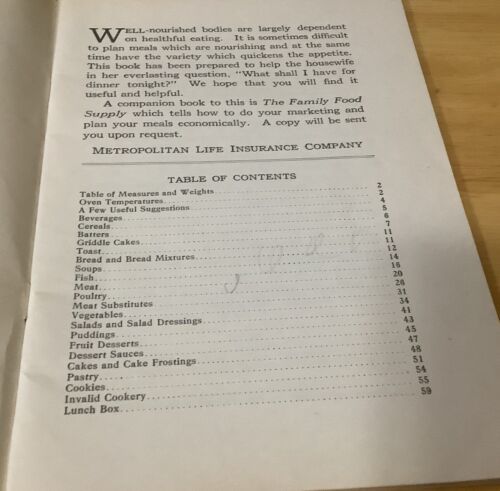 WELL-nourished bodies are largely dependent
on healthful eating. It is sometimes difficult
to plan meals which are nourishing and at the same
time have the variety which quickens the appetite.
This book has been prepared to help the housewife
in her everlasting question, "What shall I have for
dinner tonight?" We hope that you will find it
useful and helpful.
A companion book to this is The Family Food
Supply which tells how to do your marketing and
plan your meals economically. A copy will be sent
you upon request.
METROPOLITAN LIFE INSURANCE COMPANY
TABLE OF CONTENTS
Table of Measures and Weights 2
Oven Temperatures 2
A Few Useful Suggestions 4
Beverages 5
Cereals 6
Batters 7
Griddle Cakes 11
Toast 11
Bread and Bread Mixtures 12
Soups 14
Fish 16
Meat 20
Poultry 26
Meat Substitutes 31
Vegetables 34
Salads and Salad Dressings 41
Puddings 43
Fruit Desserts 45
Dessert Sauces 47
Cakes and Cake Frostings 48
Pastry 51
Cookies 54
Invalid Cookery 55
Lunch Box 59